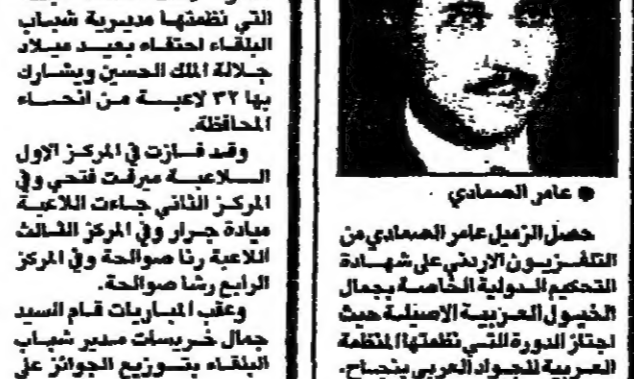 ● عامر الصمادي
حصل الزميل عامر الصمادي من
التلفزيون الاردني على شهادة
التحكيم الدولية الخاصة بجمال
الخيول العربية الاصيلة حيث
اجتاز الدورة التي نظمتها المنظمة
العربية للجواد العربي بنجاح.
التي نظمتها مديرية شباب
البلقاء احتفاء بعيد ميلاد
جلالة الملك الحسين ويشارك
بها ٣٢ لاعبة من انحاء
المحافظة.
وقد فازت في المركز الاول
اللاعبة ميرفت فتحي وفي
المركز الثاني جاءت اللاعبة
ميادة جرار وفي المركز الثالث
اللاعبة رنا صوالحة وفي المركز
الرابع رشا صوالحة.
وعقب المباريات قام السيد
جمال خريسات مدير شباب
البلقاء بتوزيع الجوائز على